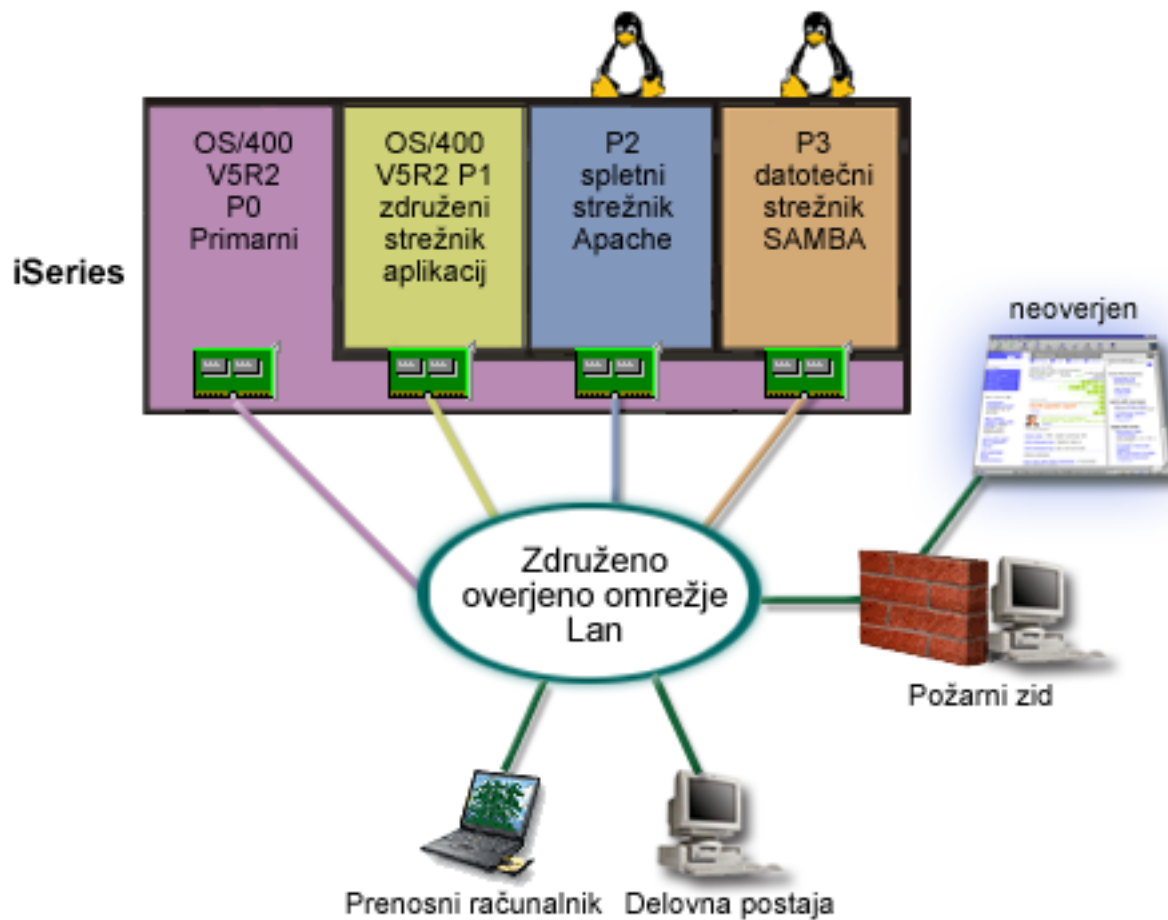 OS/400
V5R2
P0
Primarni
OS/400
V5R2 P1
združeni
strežnik
aplikacij
P2
spletni
strežnik
Apache
P3
datotečni
strežnik
SAMBA
iSeries
neoverjen
Združeno
overjeno omrežje
Lan
Požarni zid
Prenosni računalnik
Delovna postaja